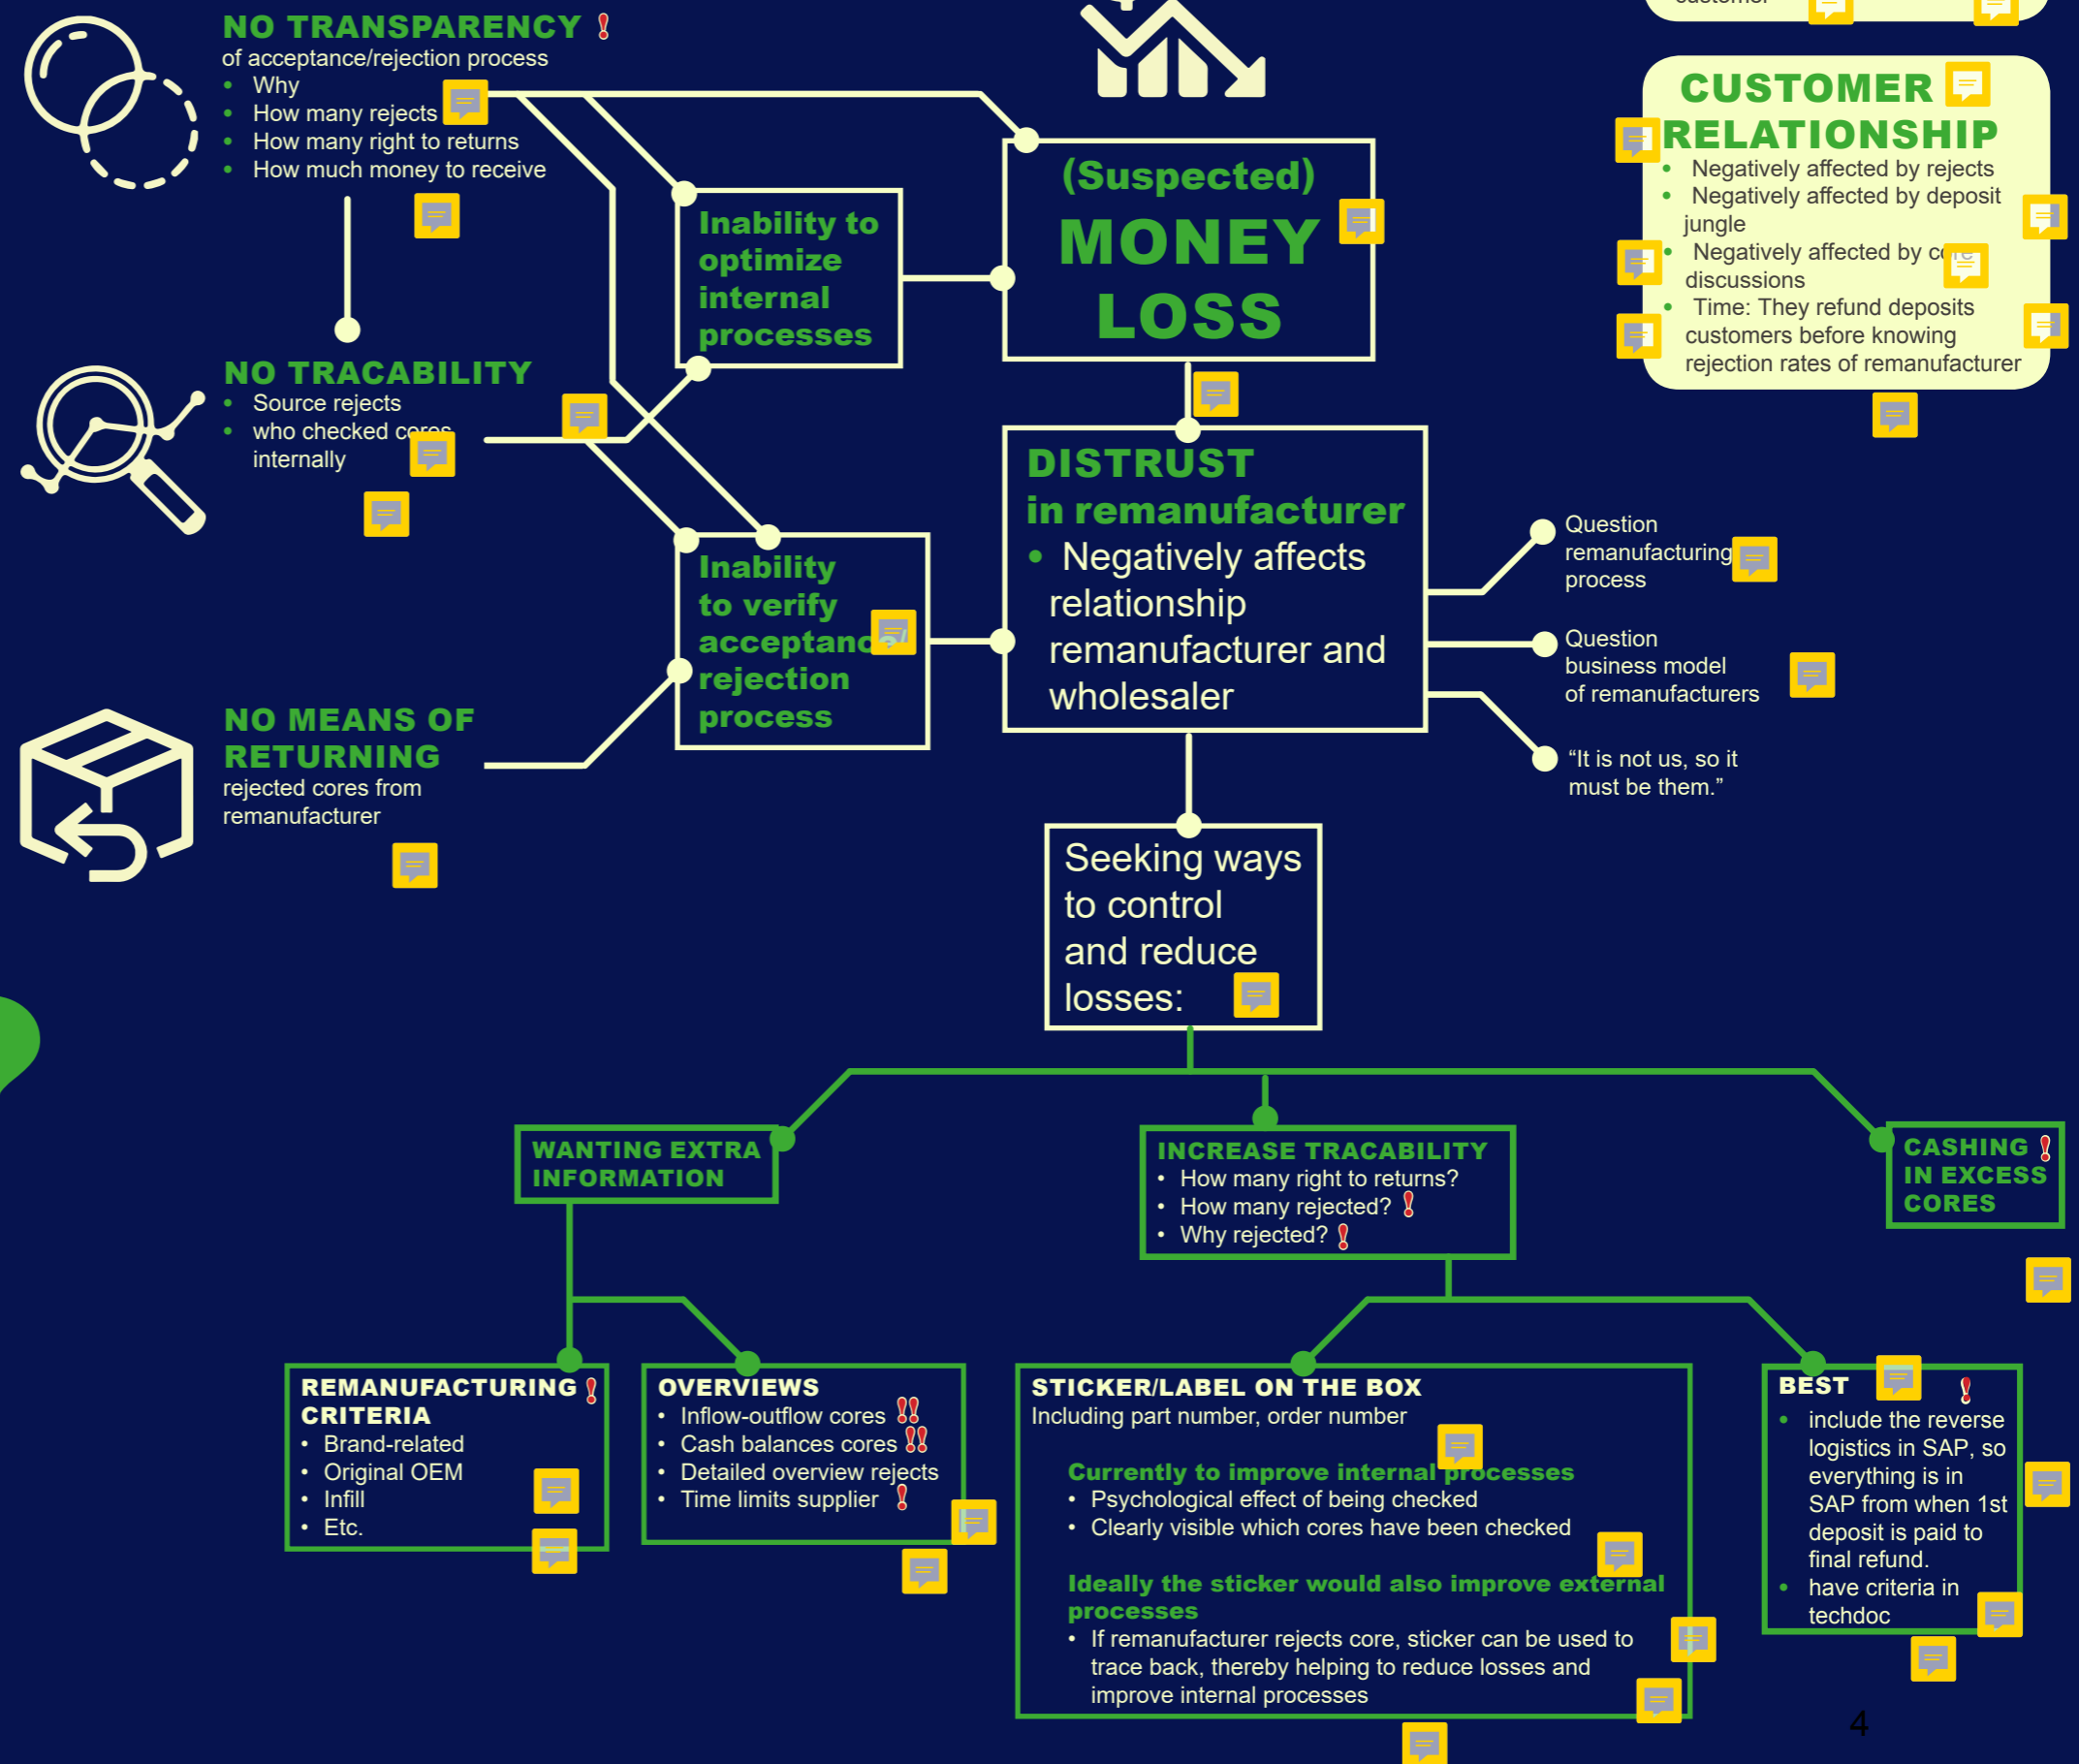 NO TRANSPARENCY
of acceptance/rejection process
• Why
• How many rejects
• How many right to returns
• How much money to receive
NO TRACABILITY
• Source rejects
• who checked cores
internally
NO MEANS OF
RETURNING
rejected cores from
remanufacturer
Inability to
optimize
internal
processes
Inability
to verify
acceptance/
rejection
process
(Suspected)
MONEY
LOSS
DISTRUST
in remanufacturer
• Negatively affects
relationship
remanufacturer and
wholesaler
customer
CUSTOMER
RELATIONSHIP
• Negatively affected by rejects
• Negatively affected by deposit
jungle
• Negatively affected by core
discussions
• Time: They refund deposits
customers before knowing
rejection rates of remanufacturer
Question
remanufacturing
process
Question
business model
of remanufacturers
“It is not us, so it
must be them.”
Seeking ways
to control
and reduce
losses:
WANTING EXTRA
INFORMATION
INCREASE TRACABILITY
• How many right to returns?
• How many rejected?
• Why rejected?
CASHING
IN EXCESS
CORES
REMANUFACTURING
CRITERIA
• Brand-related
• Original OEM
• Infill
• Etc.
OVERVIEWS
• Inflow-outflow cores
• Cash balances cores
• Detailed overview rejects
• Time limits supplier
STICKER/LABEL ON THE BOX
Including part number, order number
Currently to improve internal processes
• Psychological effect of being checked
• Clearly visible which cores have been checked
Ideally the sticker would also improve external
processes
• If remanufacturer rejects core, sticker can be used to
trace back, thereby helping to reduce losses and
improve internal processes
BEST
• include the reverse
logistics in SAP, so
everything is in
SAP from when 1st
deposit is paid to
final refund.
• have criteria in
techdoc
4